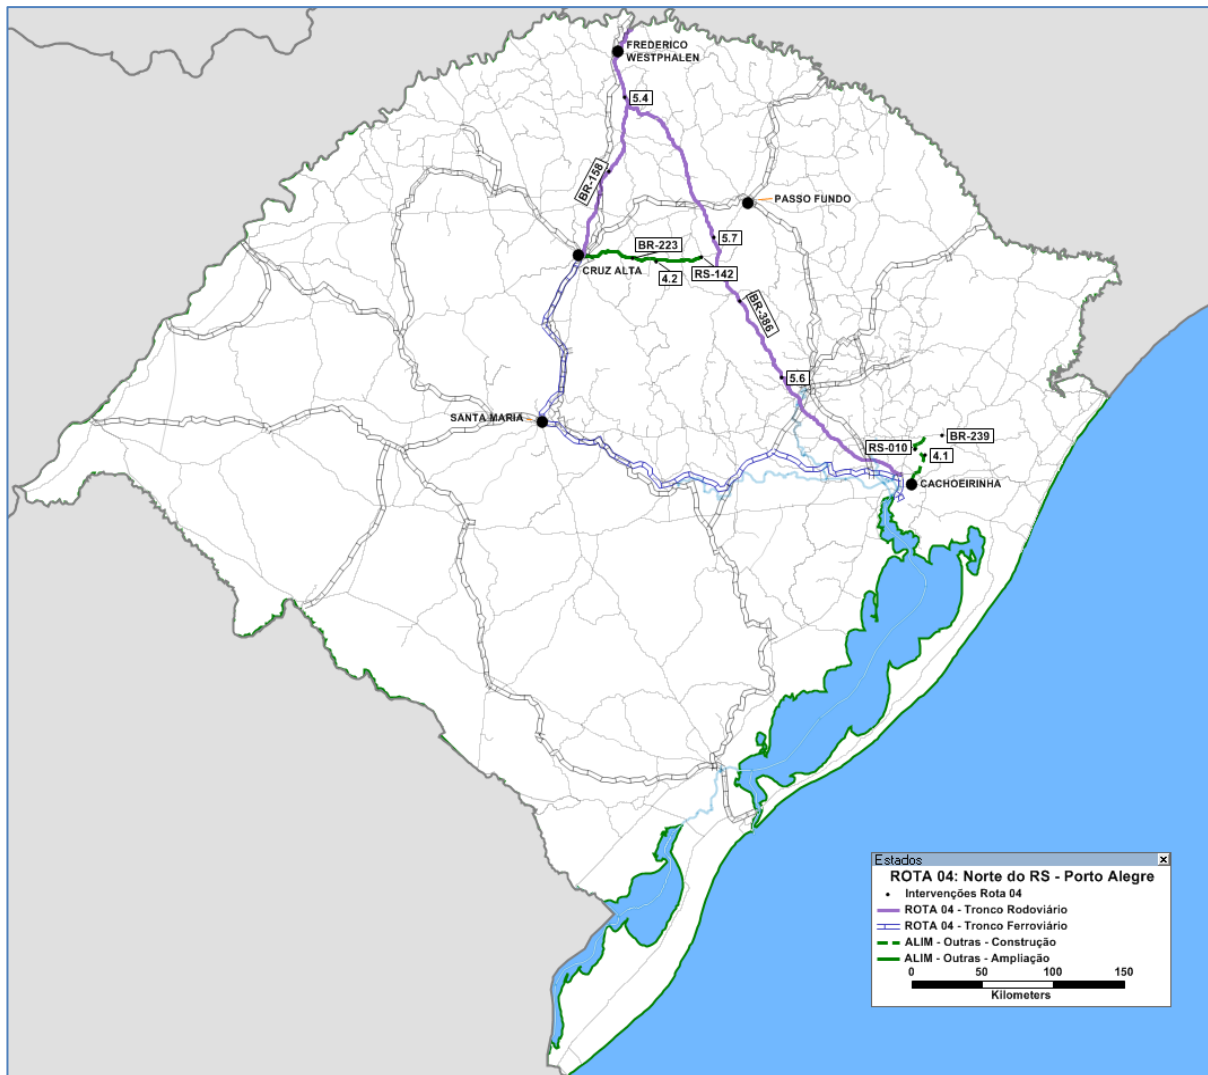 FREDERICO
WESTPHALEN
5.4
BR-158
PASSO FUNDO
5.7
BR-223
CRUZ ALTA
4.2
RS-142
BR-386
5.6
SANTA MARIA
RS-010
BR-239
4.1
CACHOEIRINHA
Estados
ROTA 04: Norte do RS - Porto Alegre
Intervenções Rota 04
ROTA 04 - Tronco Rodoviário
ROTA 04 - Tronco Ferroviário
ALIM - Outras - Construção
ALIM - Outras - Ampliação
0 50 100 150
Kilometers